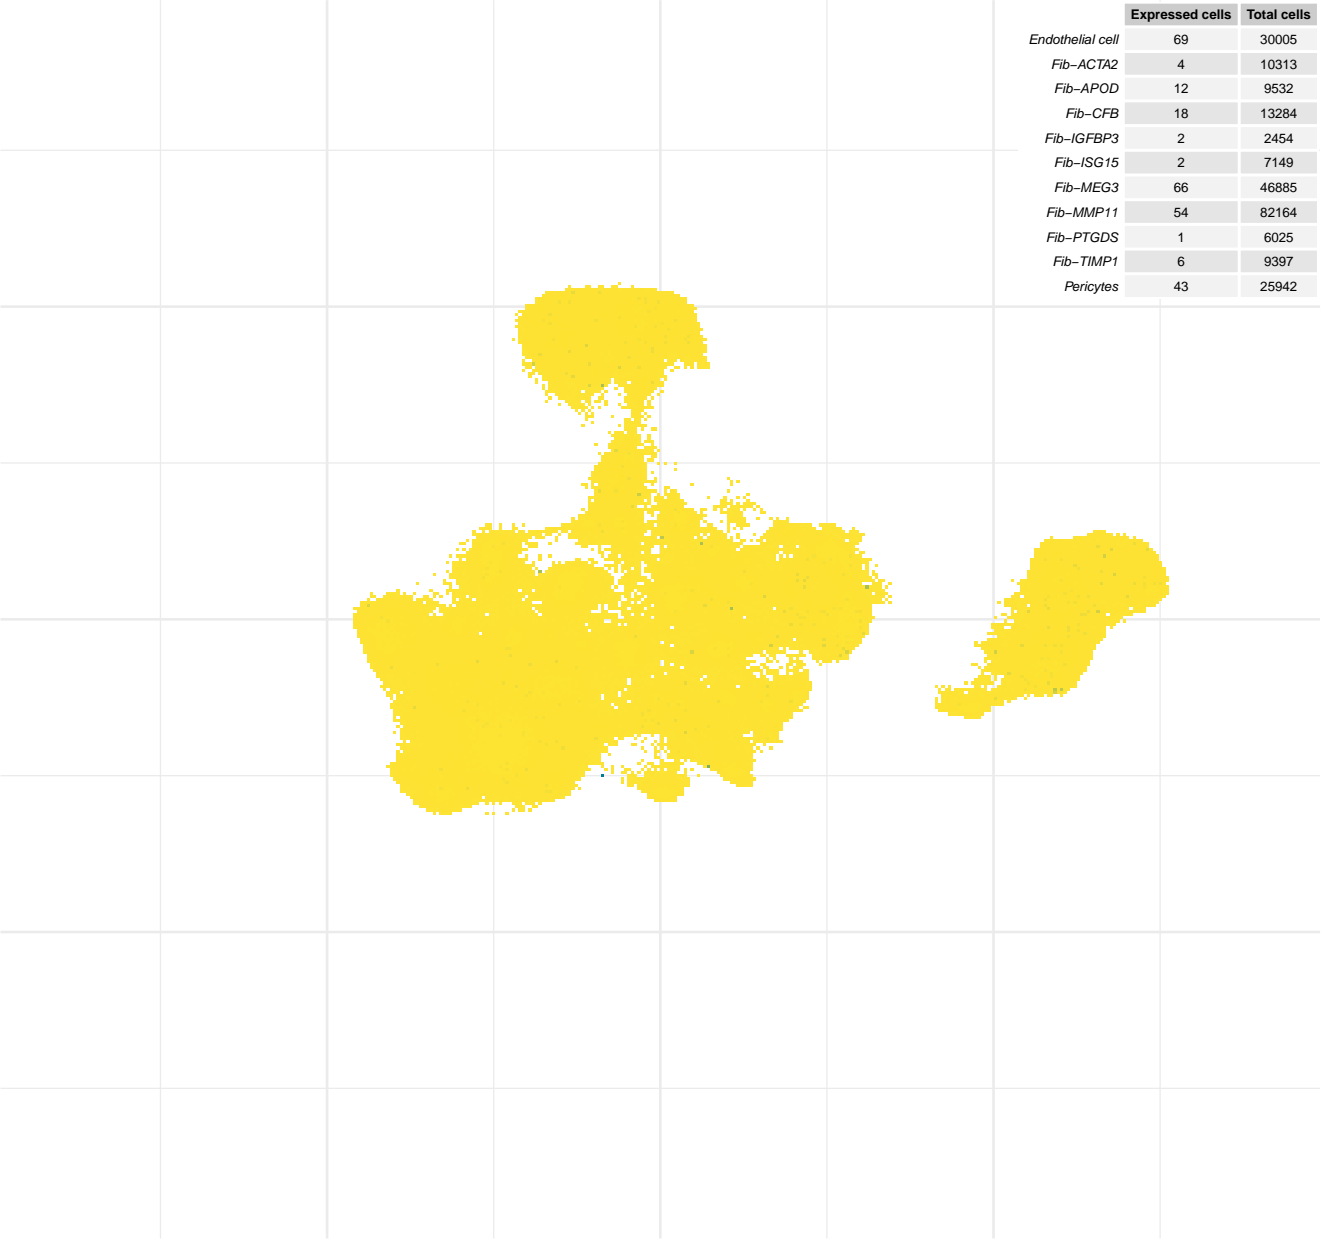 Expressed cells Total cells
Endothelial cell 69 30005
Fib−ACTA2 4 10313
Fib−APOD 12 9532
Fib−CFB 18 13284
Fib−IGFBP3 2 2454
Fib−ISG15 2 7149
Fib−MEG3 66 46885
Fib−MMP11 54 82164
Fib−PTGDS 1 6025
Fib−TIMP1 6 9397
Pericytes 43 25942